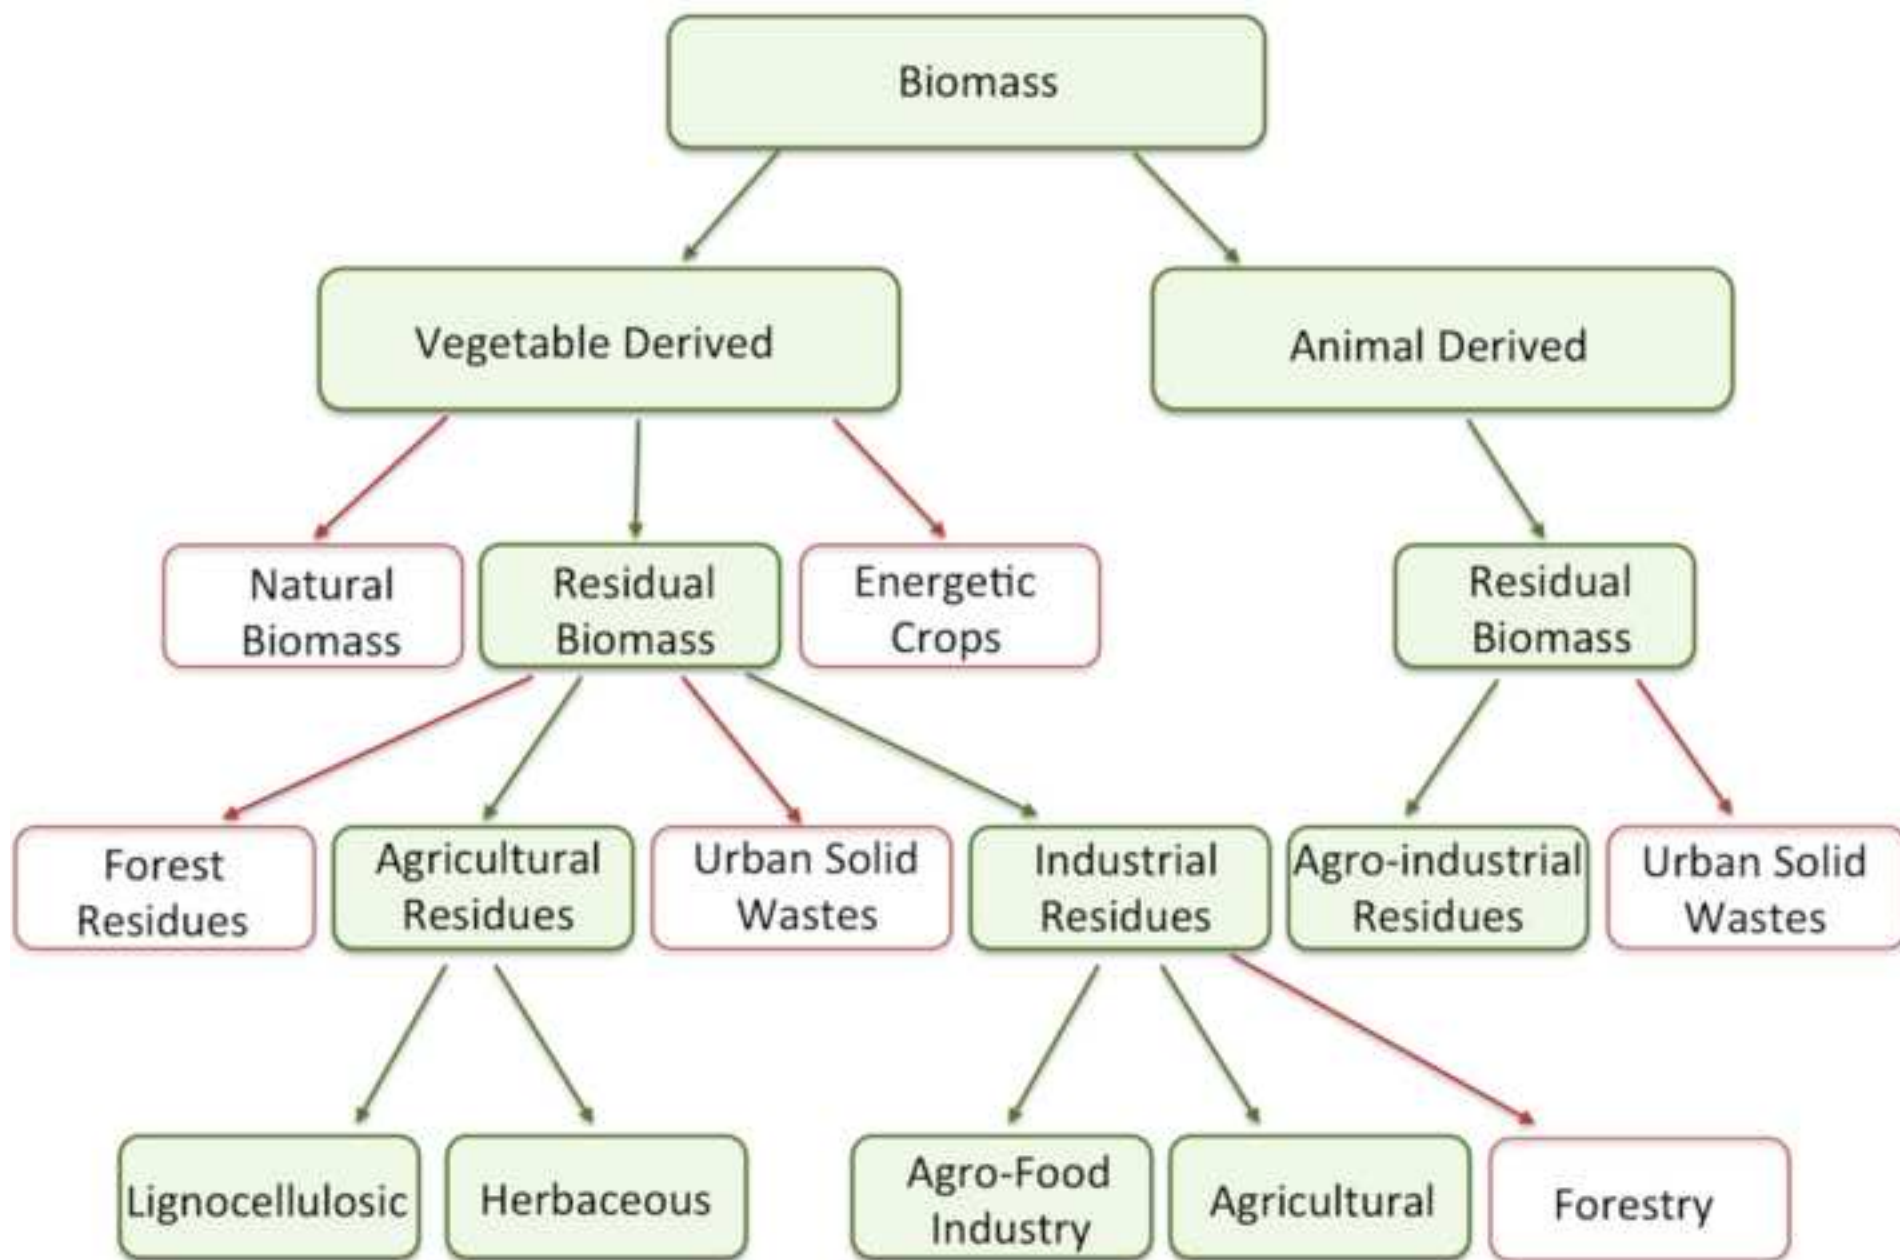 Biomass
Vegetable Derived
Animal Derived
Natural
Biomass
Residual
Biomass
Energetic
Crops
Residual
Biomass
Forest
Residues
Agricultural
Residues
Urban Solid
Wastes
Industrial
Residues
Agro-industrial
Residues
Urban Solid
Wastes
Lignocellulosic
Herbaceous
Agro-Food
Industry
Agricultural
Forestry